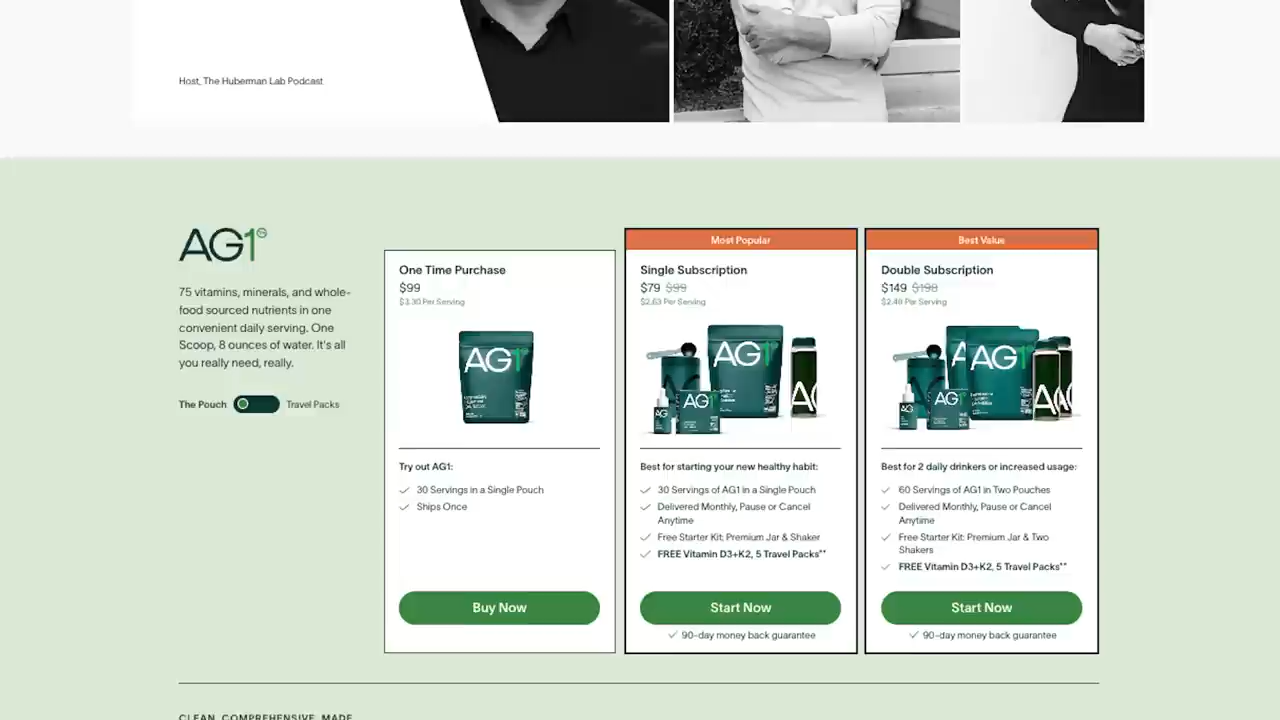 Host, The Huberman Lab Podcast
AG1
75 vitamins, minerals, and whole-
food sourced nutrients in one
convenient daily serving. One
Scoop, 8 ounces of water. It's all
you really need, really.
The Pouch
Travel Packs
One Time Purchase
$99
$3.30 Per Serving
AG1
Try out AG1:
30 Servings in a Single Pouch
Ships Once
Buy Now
Most Popular
Single Subscription
$79 $99
$2.63 Per Serving
AG1
AG1
AG
Best for starting your new healthy habit:
30 Servings of AG1 in a Single Pouch
Delivered Monthly, Pause or Cancel
Anytime
Free Starter Kit: Premium Jar & Shaker
FREE Vitamin D3+K2, 5 Travel Packs**
Start Now
90-day money back guarantee
Best Value
Double Subscription
$149 $198
$2.48 Per Serving
AG1
AG1
AG
Best for 2 daily drinkers or increased usage:
60 Servings of AG1 in Two Pouches
Delivered Monthly, Pause or Cancel
Anytime
Free Starter Kit: Premium Jar & Two
Shakers
FREE Vitamin D3+K2, 5 Travel Packs**
Start Now
90-day money back guarantee
CLEAN, COMPREHENSIVE, MADE